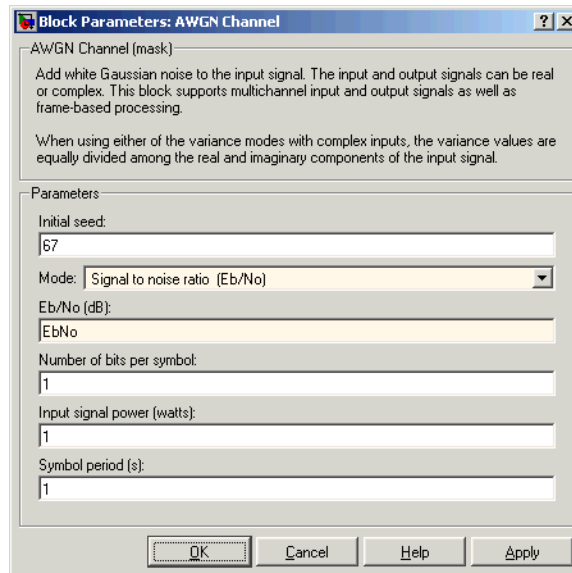 Block Parameters: AWGN Channel
AWGN Channel (mask)
Add white Gaussian noise to the input signal. The input and output signals can be real
or complex. This block supports multichannel input and output signals as well as
frame-based processing.
When using either of the variance modes with complex inputs, the variance values are
equally divided among the real and imaginary components of the input signal.
Parameters
Initial seed:
67
Mode: Signal to noise ratio (Eb/No)
Eb/No (dB):
EbNo
Number of bits per symbol:
1
Input signal power (watts):
1
Symbol period (s):
1
OK Cancel Help Apply